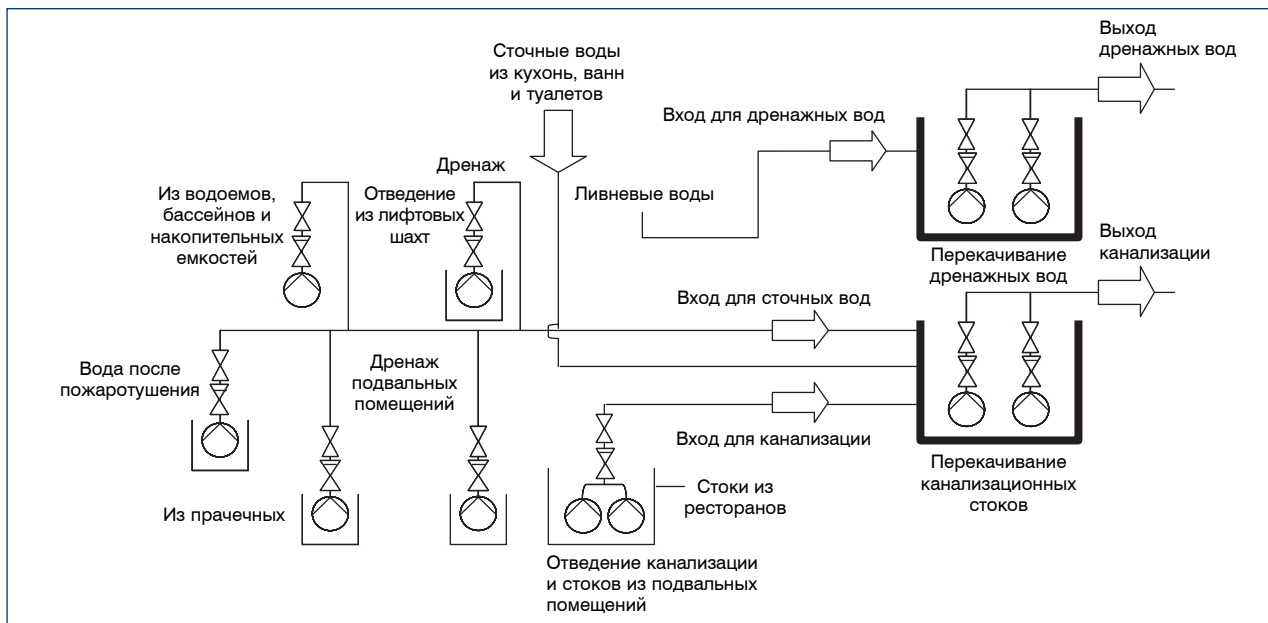 Выход
дренажных вод
Сточные воды
из кухонь, ванн
и туалетов
Вход для дренажных вод
Дренаж
Из водоемов,
бассейнов и
накопительных
емкостей
Отведение
из лифтовых
шахт
Ливневые воды
Перекачивание
дренажных вод
Выход
канализации
Вход для сточных вод
Вода после
пожаротушения
Дренаж
подвальных
помещений
Вход для канализации
Перекачивание
канализационных
стоков
Из прачечных
Стоки из
ресторанов
Отведение канализации
и стоков из подвальных
помещений